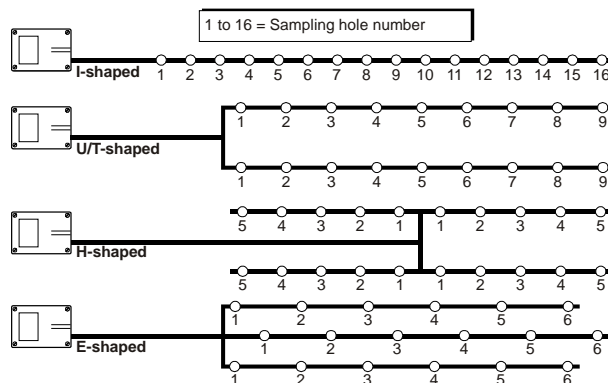 1 to 16 = Sampling hole number
I-shaped 1 2 3 4 5 6 7 8 9 10 11 12 13 14 15 16
1 2 3 4 5 6 7 8 9
U/T-shaped
1 2 3 4 5 6 7 8 9
5 4 3 2 1 1 2 3 4 5
H-shaped
5 4 3 2 1 1 2 3 4 5
1 2 3 4 5 6
E-shaped 1 2 3 4 5 6
1 2 3 4 5 6